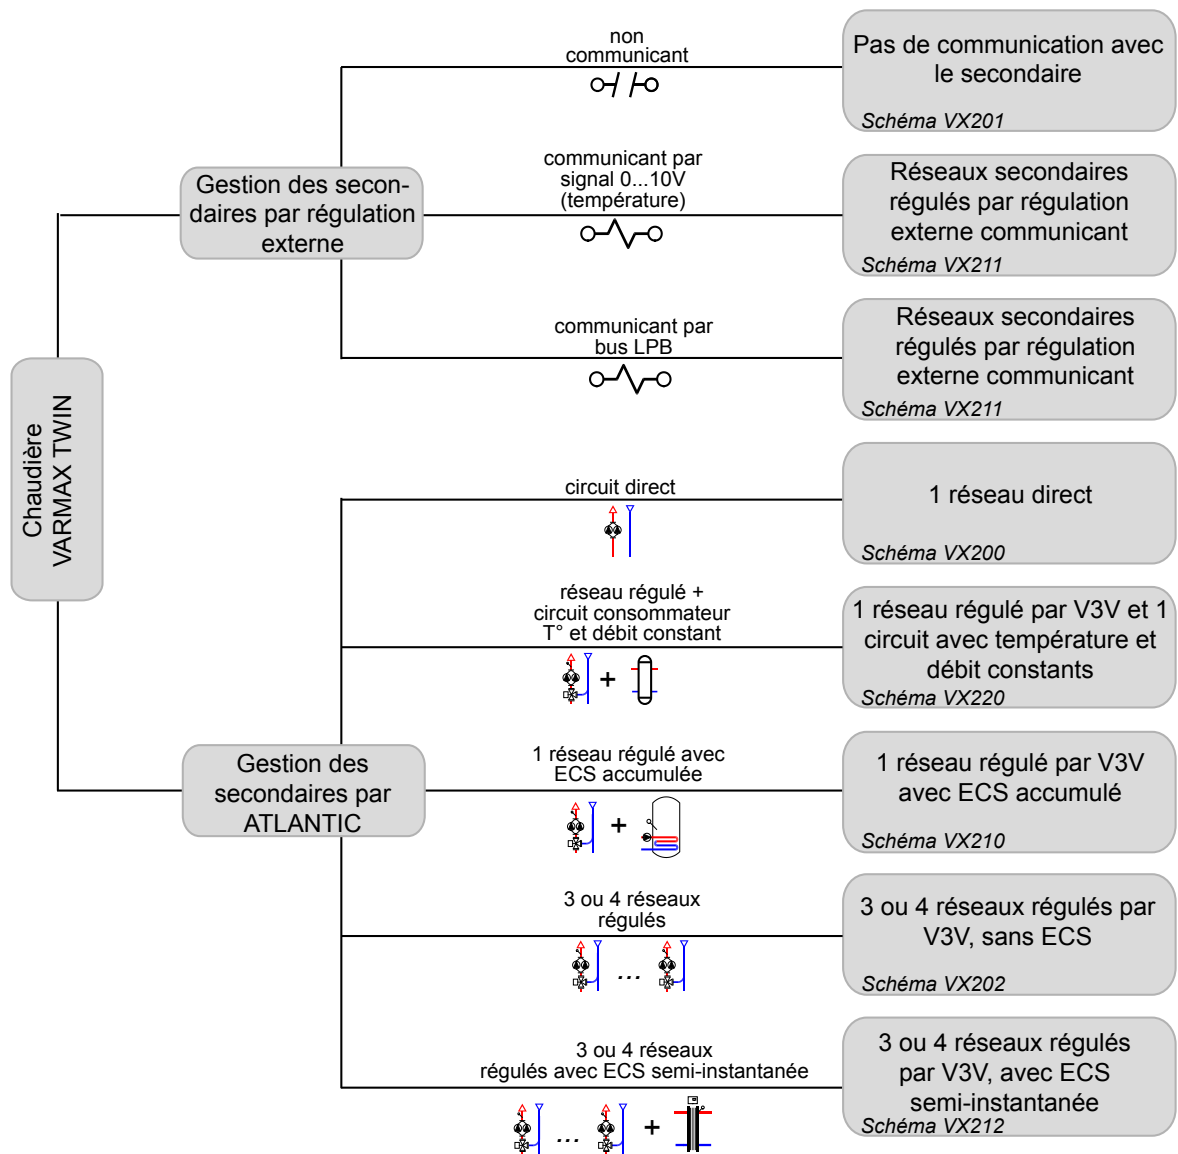 Chaudière
VARMAX TWIN
Gestion des secon-
daires par régulation
externe
non
communicant
Pas de communication avec
le secondaire
Schéma VX201
communicant par
signal 0...10V
(température)
Réseaux secondaires
régulés par régulation
externe communicant
Schéma VX211
communicant par
bus LPB
Réseaux secondaires
régulés par régulation
externe communicant
Schéma VX211
Gestion des
secondaires par
ATLANTIC
circuit direct
1 réseau direct
Schéma VX200
réseau régulé +
circuit consommateur
T° et débit constant
+
1 réseau régulé par V3V et 1
circuit avec température et
débit constants
Schéma VX220
1 réseau régulé avec
ECS accumulée
+
1 réseau régulé par V3V
avec ECS accumulé
Schéma VX210
3 ou 4 réseaux
régulés
...
3 ou 4 réseaux régulés par
V3V, sans ECS
Schéma VX202
3 ou 4 réseaux
régulés avec ECS semi-instantanée
... +
3 ou 4 réseaux régulés
par V3V, avec ECS
semi-instantanée
Schéma VX212